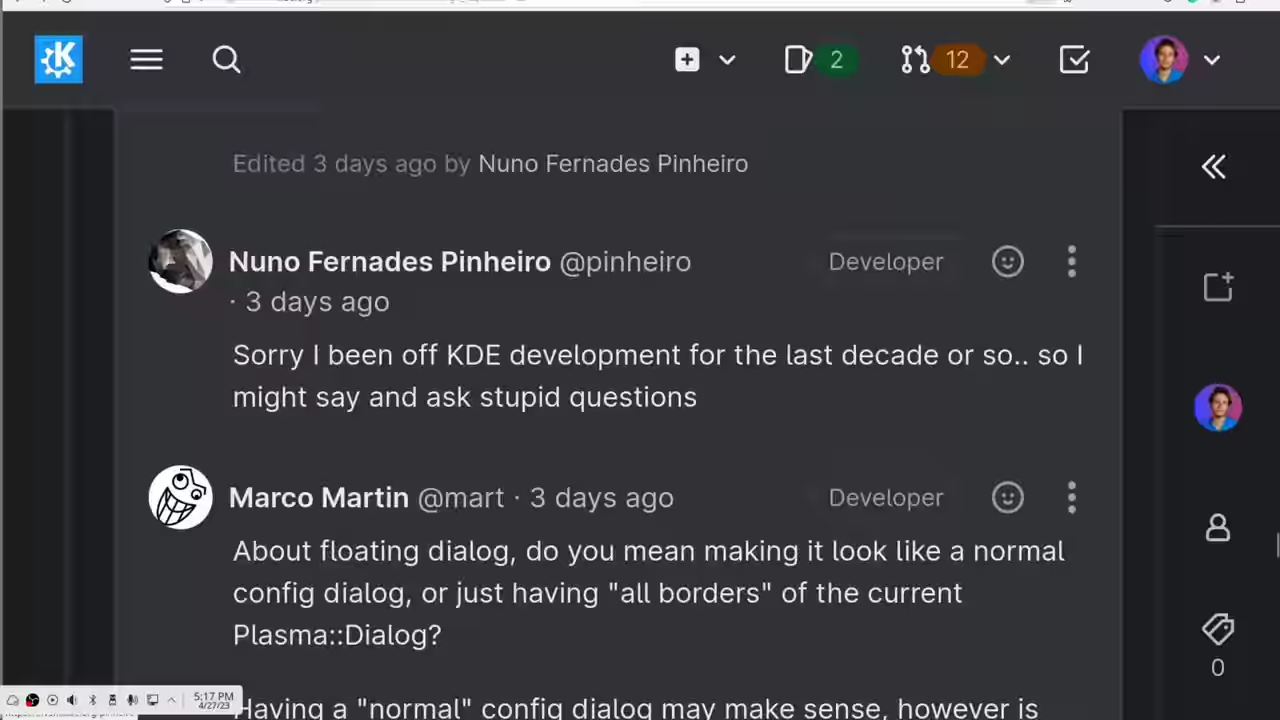 2
12
Edited 3 days ago by Nuno Fernades Pinheiro
Nuno Fernades Pinheiro @pinheiro
Developer
· 3 days ago
Sorry I been off KDE development for the last decade or so.. so I
might say and ask stupid questions
Marco Martin @mart · 3 days ago
Developer
About floating dialog, do you mean making it look like a normal
config dialog, or just having "all borders" of the current
Plasma::Dialog?
Having a "normal" config dialog may make sense, however is
0
5:17 PM
4/27/23